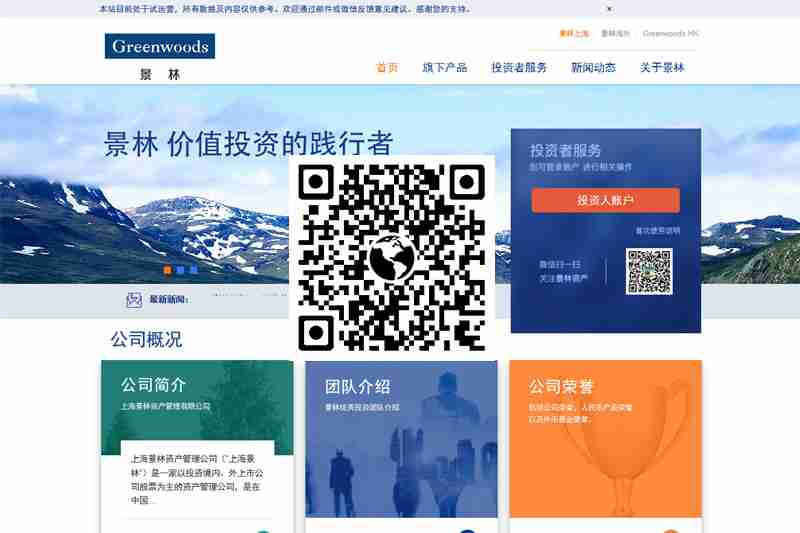 本站目前处于试运营，所有数据及内容仅供参考。欢迎通过邮件或微信反馈意见建议。感谢您的支持。
×
Greenwoods
景 林
景林上海
景林海外
Greenwoods HK
首页
旗下产品
投资者服务
新闻动态
关于景林
景林 价值投资的践行者
投资者服务
您可登录账户 进行相关操作
投资人账户
首次使用说明
微信扫一扫
关注景林资产
最新新闻：
公司概况
公司简介
上海景林资产管理有限公司
上海景林资产管理公司（"上海景
林"）是一家以投资境内、外上市公
司股票为主的资产管理公司，是在
中国...
团队介绍
景林优秀投资团队介绍
公司荣誉
包括公司荣誉，人民币产品荣誉
以及外币基金荣誉。